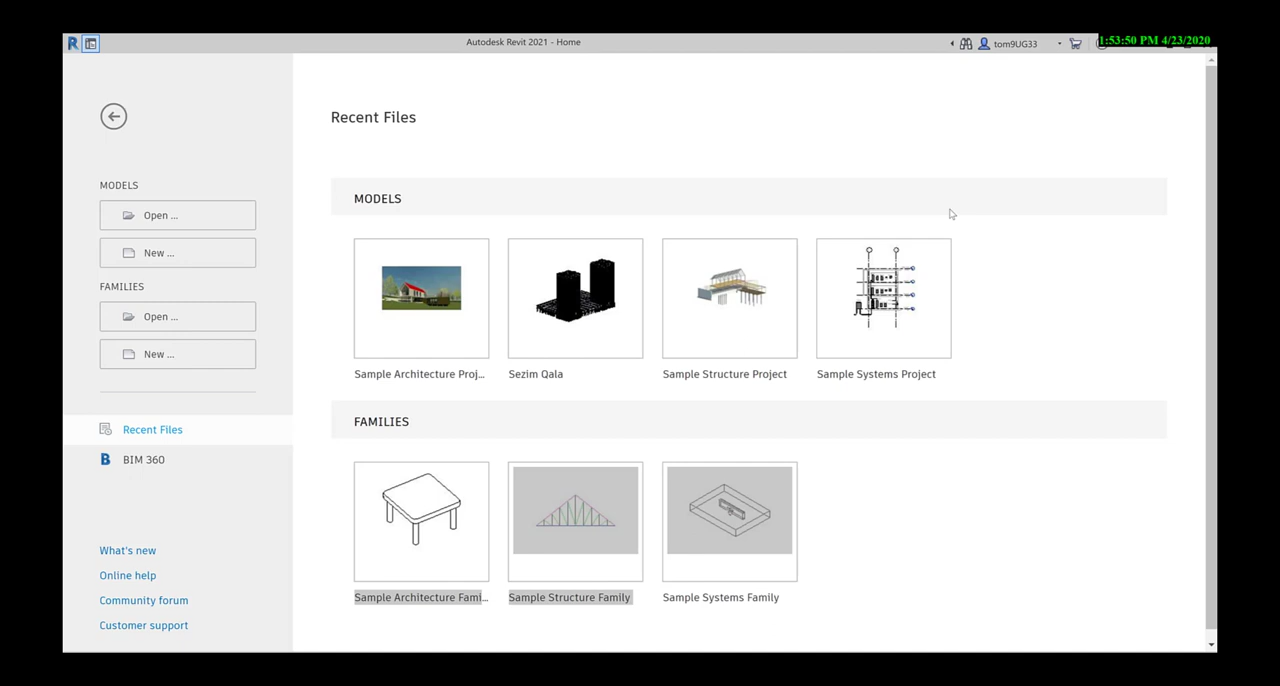 R
Autodesk Revit 2021 - Home
tom9UG33
1:53:50 PM 4/23/2020
Recent Files
MODELS
Open ...
New ...
FAMILIES
Open ...
New ...
Recent Files
B BIM 360
What's new
Online help
Community forum
Customer support
MODELS
Sample Architecture Proj...
Sezim Qala
Sample Structure Project
Sample Systems Project
FAMILIES
Sample Architecture Fami...
Sample Structure Family
Sample Systems Family